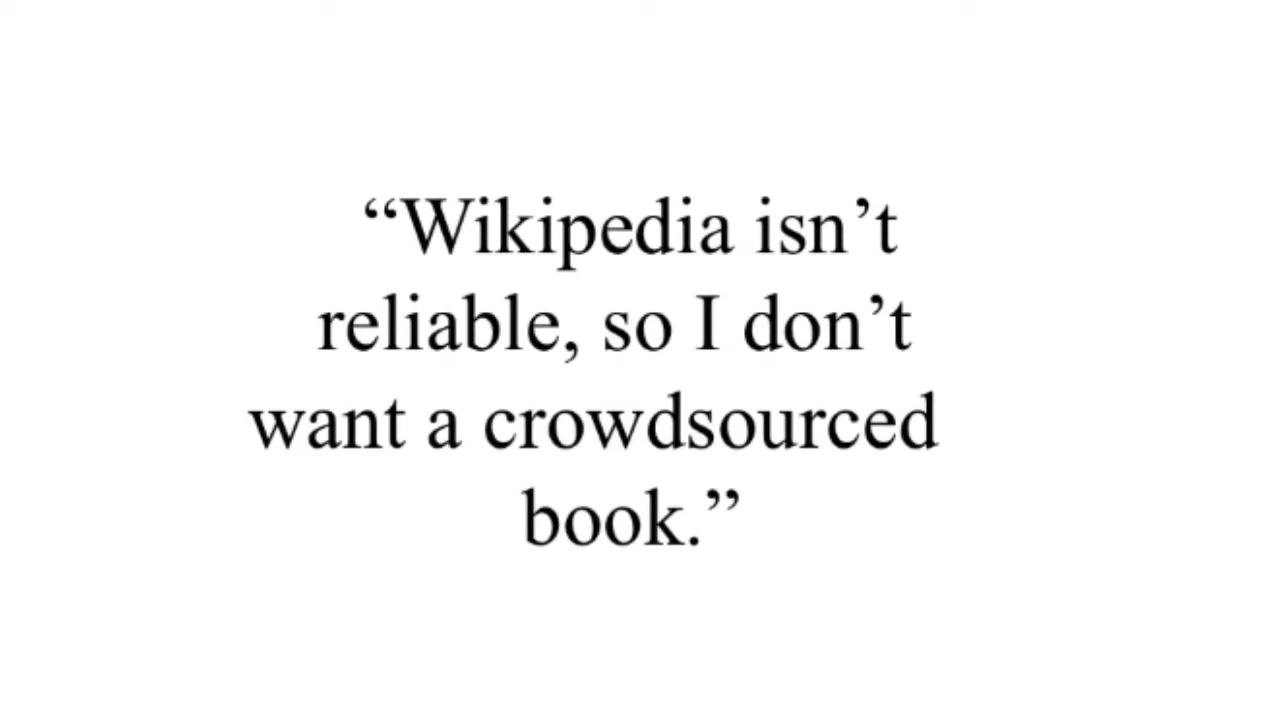 “Wikipedia isn’t
reliable, so I don’t
want a crowdsourced
book.”